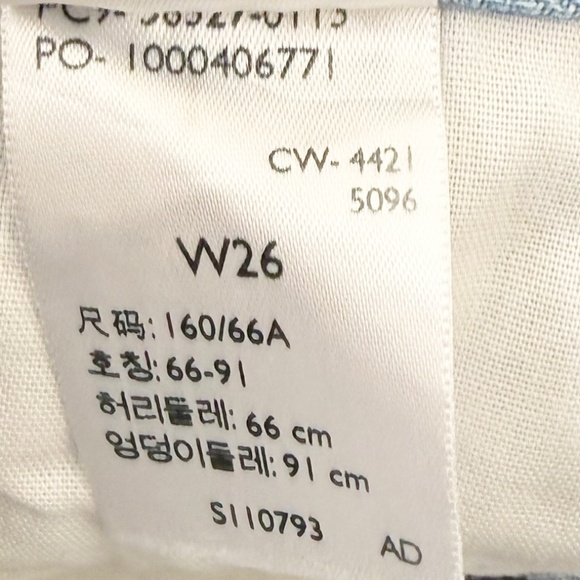 PO- 1000406771
CW- 4421
5096
W26
尺码: 160/66A
호칭: 66-91
허리둘레: 66 cm
엉덩이둘레: 91 cm
S110793
AD